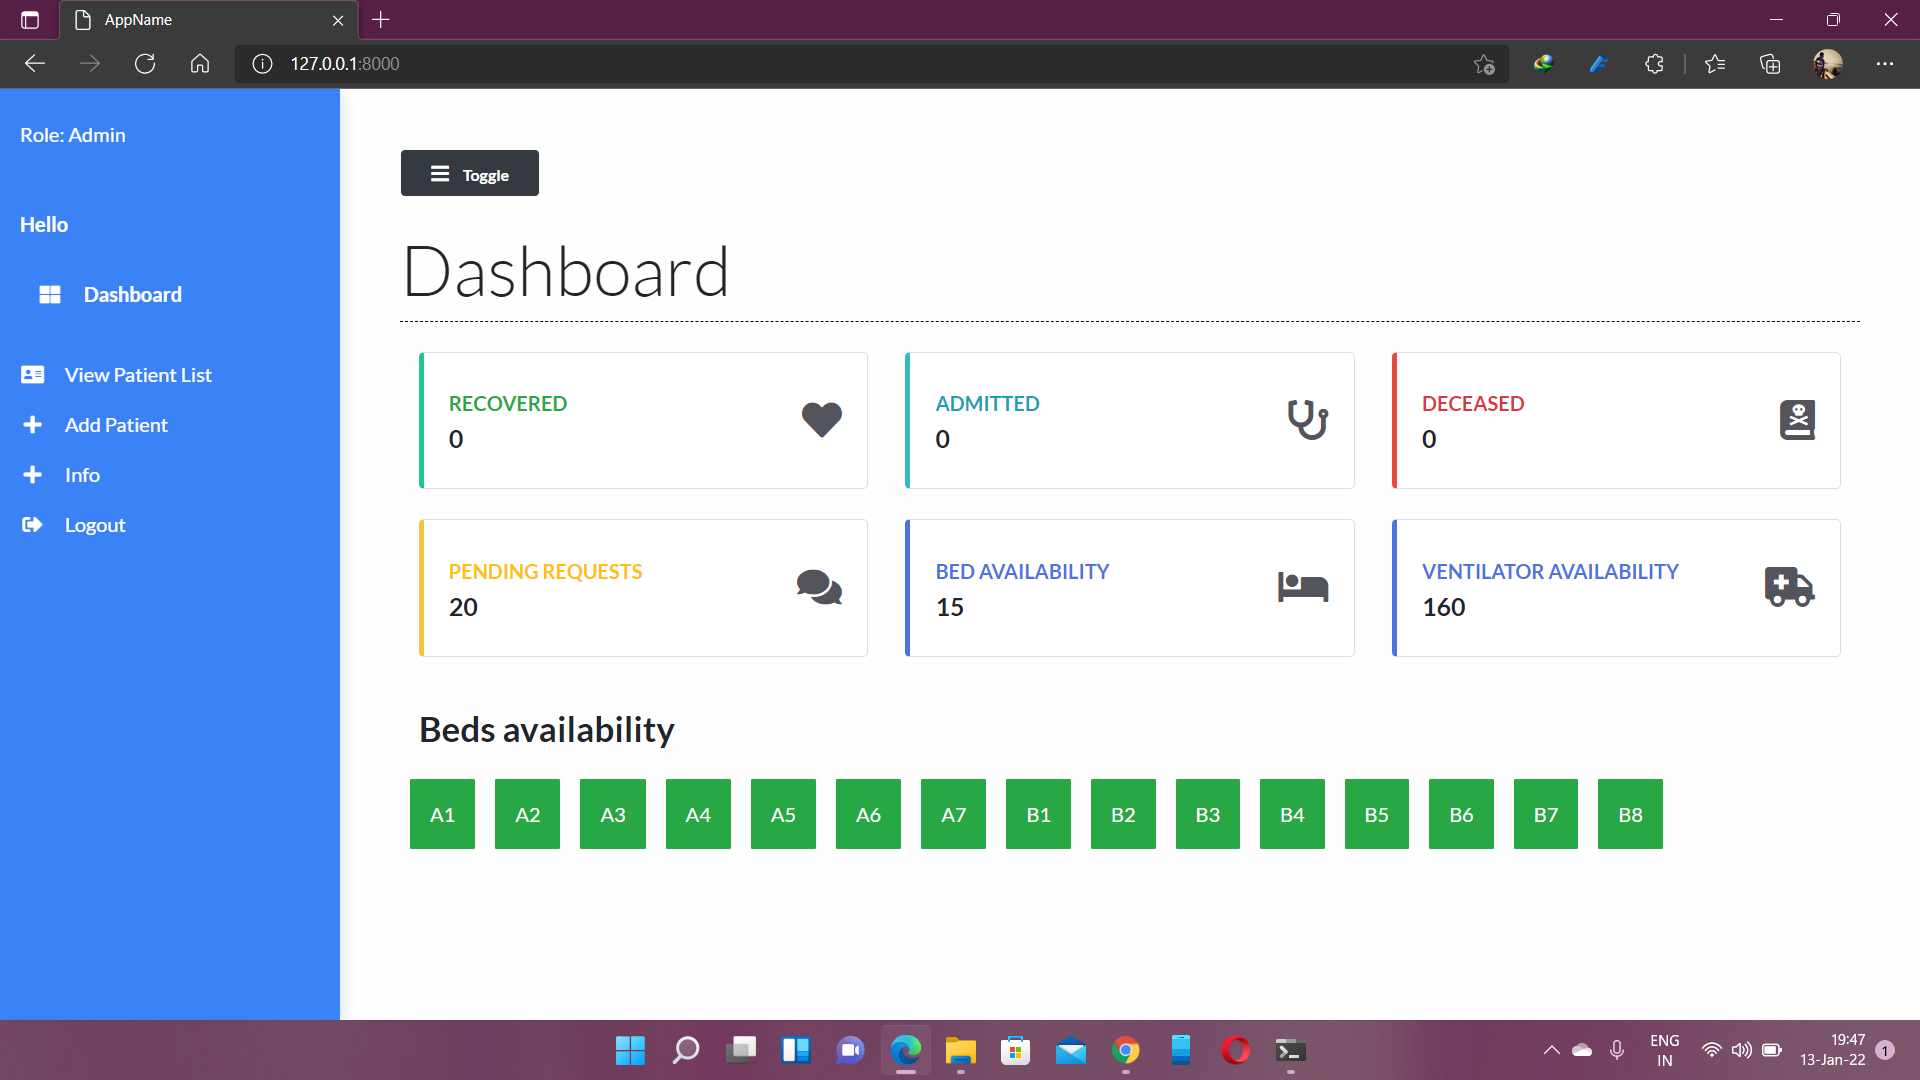 AppName
127.0.0.1:8000
Role: Admin
Hello
Dashboard
View Patient List
Add Patient
Info
Logout
Toggle
Dashboard
RECOVERED
0
ADMITTED
0
DECEASED
0
PENDING REQUESTS
20
BED AVAILABILITY
15
VENTILATOR AVAILABILITY
160
Beds availability
A1 A2 A3 A4 A5 A6 A7 B1 B2 B3 B4 B5 B6 B7 B8
ENG
IN
19:47
13-Jan-22
1